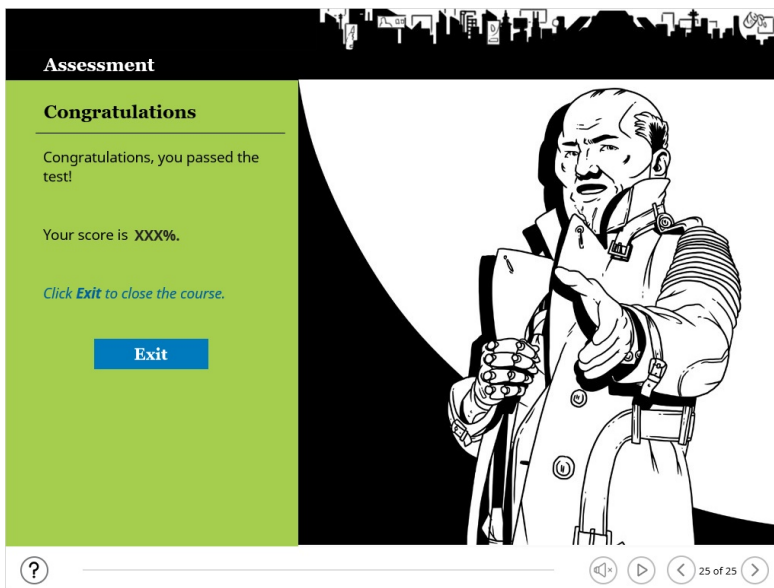 Assessment
Congratulations
Congratulations, you passed the
test!
Your score is XXX%.
Click Exit to close the course.
Exit
?
25 of 25